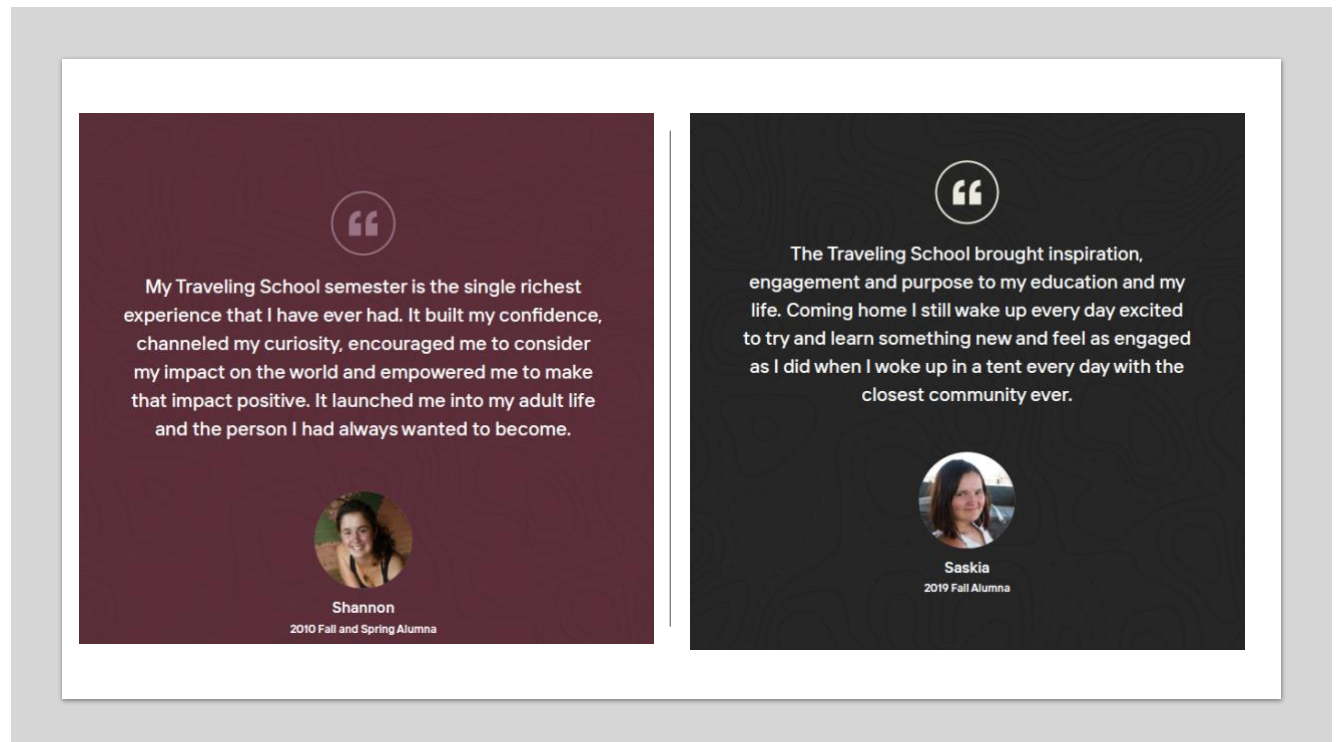 My Traveling School semester is the single richest
experience that I have ever had. It built my confidence,
channeled my curiosity, encouraged me to consider
my impact on the world and empowered me to make
that impact positive. It launched me into my adult life
and the person I had always wanted to become.
Shannon
2010 Fall and Spring Alumna
The Traveling School brought inspiration,
engagement and purpose to my education and my
life. Coming home I still wake up every day excited
to try and learn something new and feel as engaged
as I did when I woke up in a tent every day with the
closest community ever.
Saskia
2019 Fall Alumna